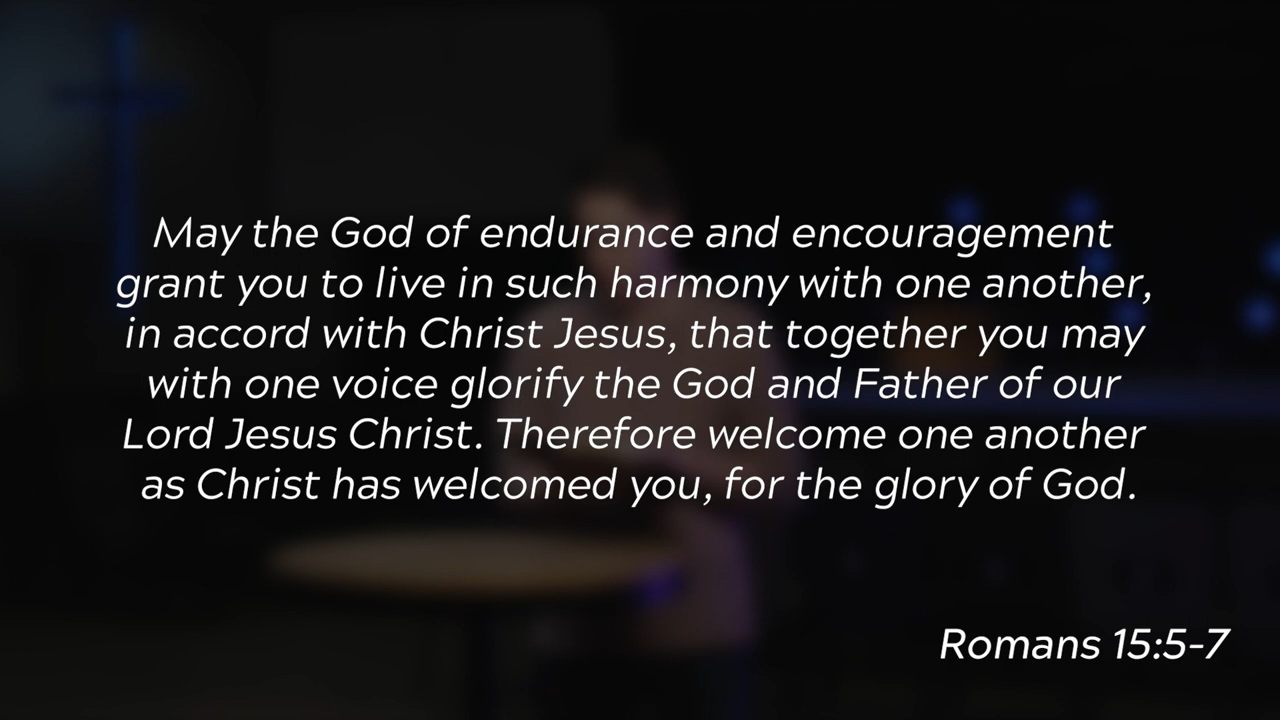 May the God of endurance and encouragement
grant you to live in such harmony with one another,
in accord with Christ Jesus, that together you may
with one voice glorify the God and Father of our
Lord Jesus Christ. Therefore welcome one another
as Christ has welcomed you, for the glory of God.
Romans 15:5-7